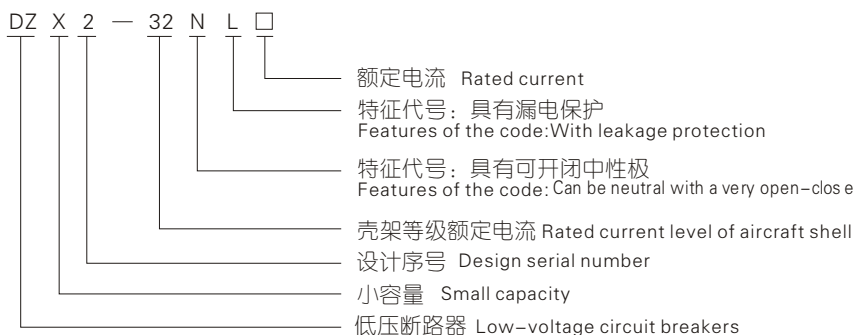 DZ X 2 — 32 N L □
额定电流 Rated current
特征代号：具有漏电保护
Features of the code:With leakage protection
特征代号：具有可开闭中性极
Features of the code: Can be neutral with a very open-close
壳架等级额定电流 Rated current level of aircraft shell
设计序号 Design serial number
小容量 Small capacity
低压断路器 Low-voltage circuit breakers